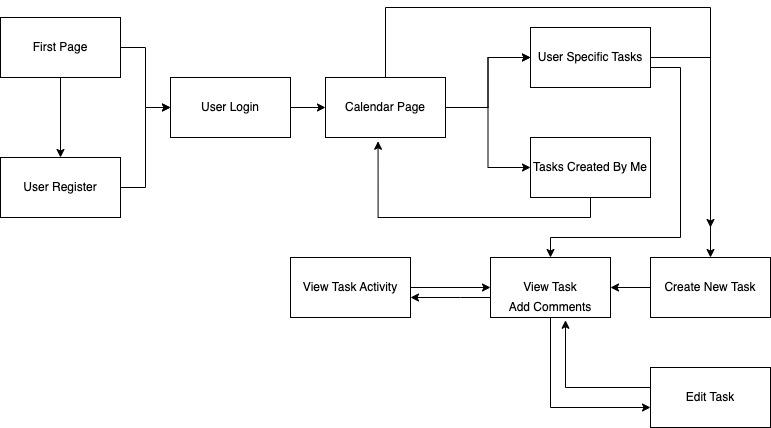 First Page
User Specific Tasks
User Login
Calendar Page
Tasks Created By Me
User Register
View Task Activity
View Task
Add Comments
Create New Task
Edit Task